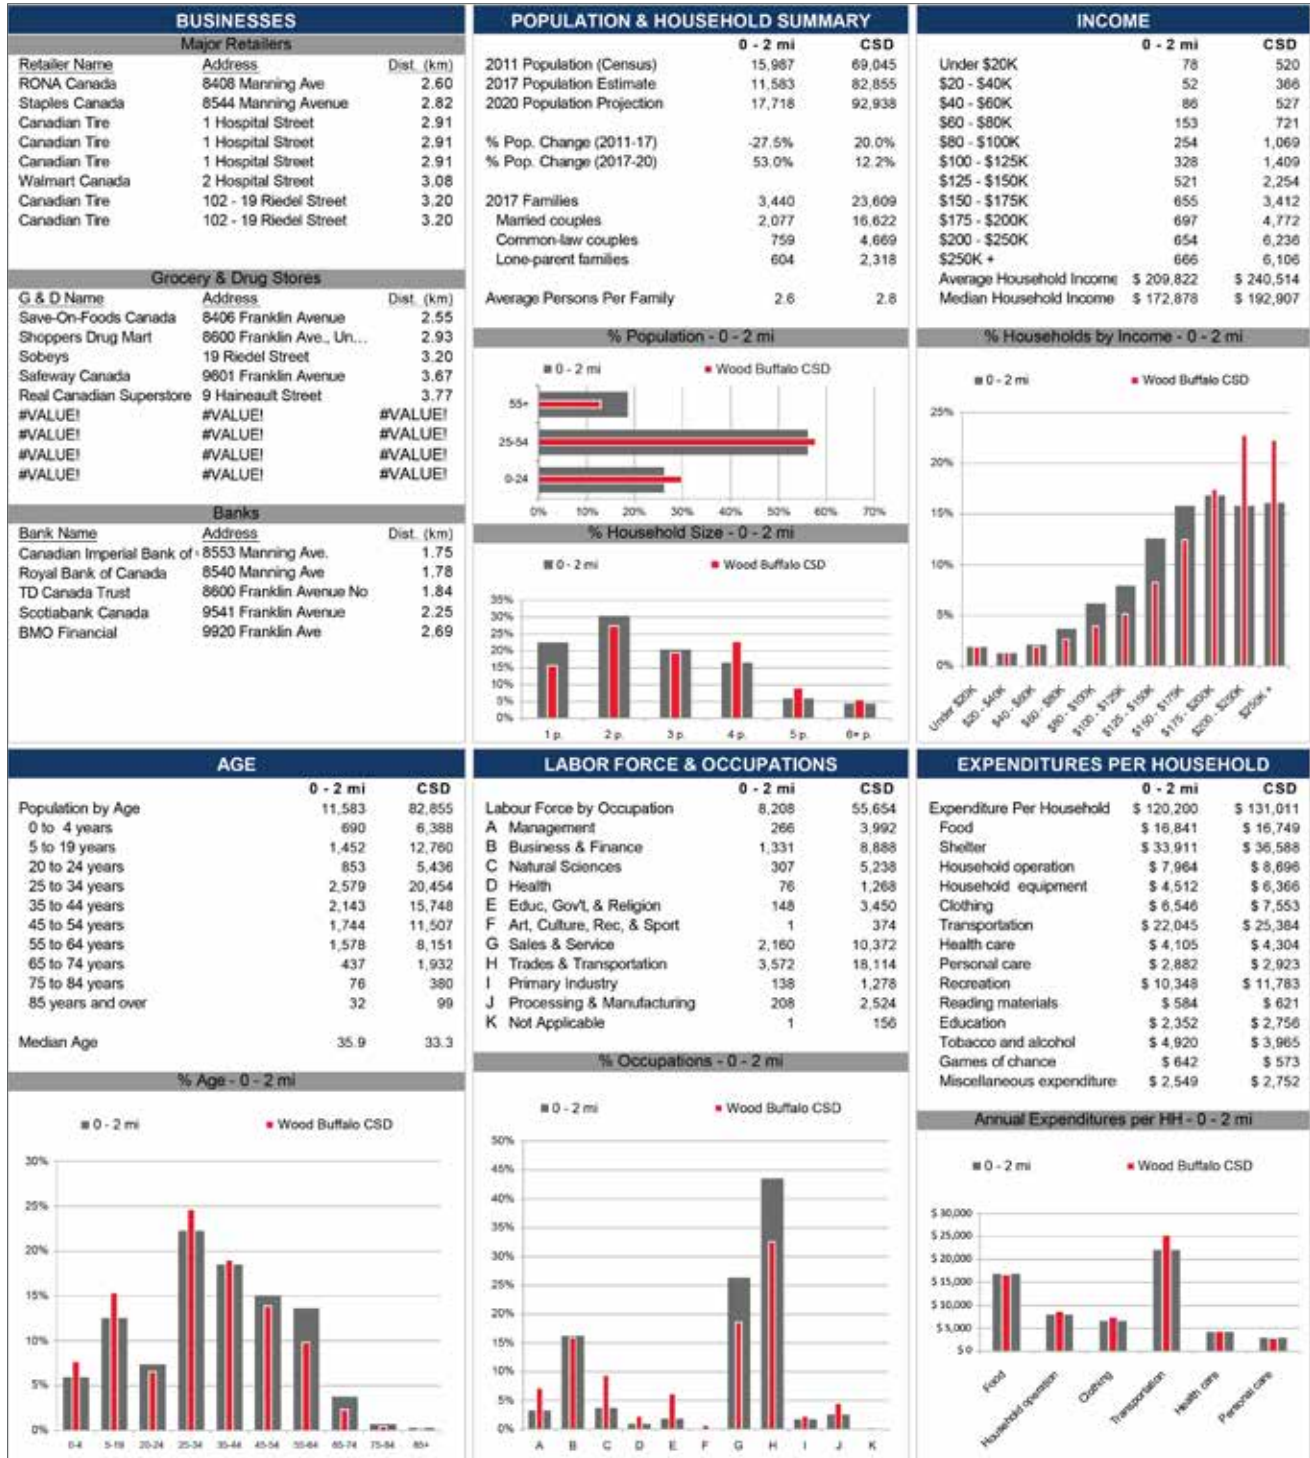 BUSINESSES
Major Retailers
Retailer Name Address Dist. (km)
RONA Canada 8408 Manning Ave 2.60
Staples Canada 8544 Manning Avenue 2.82
Canadian Tire 1 Hospital Street 2.91
Canadian Tire 1 Hospital Street 2.91
Canadian Tire 1 Hospital Street 2.91
Walmart Canada 2 Hospital Street 3.08
Canadian Tire 102 - 19 Riedel Street 3.20
Canadian Tire 102 - 19 Riedel Street 3.20
Grocery & Drug Stores
G & D Name Address Dist. (km)
Save-On-Foods Canada 8406 Franklin Avenue 2.55
Shoppers Drug Mart 8600 Franklin Ave., Un... 2.93
Sobeys 19 Riedel Street 3.20
Safeway Canada 9601 Franklin Avenue 3.67
Real Canadian Superstore 9 Haineault Street 3.77
#VALUE! #VALUE! #VALUE!
#VALUE! #VALUE! #VALUE!
#VALUE! #VALUE! #VALUE!
#VALUE! #VALUE! #VALUE!
Banks
Bank Name Address Dist. (km)
Canadian Imperial Bank of 8553 Manning Ave. 1.75
Royal Bank of Canada 8540 Manning Ave 1.78
TD Canada Trust 8600 Franklin Avenue No 1.84
Scotiabank Canada 9541 Franklin Avenue 2.25
BMO Financial 9920 Franklin Ave 2.69
POPULATION & HOUSEHOLD SUMMARY
0 - 2 mi CSD
2011 Population (Census) 15,987 69,045
2017 Population Estimate 11,583 82,855
2020 Population Projection 17,718 92,938
% Pop. Change (2011-17) -27.5% 20.0%
% Pop. Change (2017-20) 53.0% 12.2%
2017 Families 3,440 23,609
Married couples 2,077 16,622
Common-law couples 759 4,669
Lone-parent families 604 2,318
Average Persons Per Family 2.6 2.8
% Population - 0 - 2 mi
0 - 2 mi Wood Buffalo CSD
55+
25-54
0-24
0% 10% 20% 30% 40% 50% 60% 70%
% Household Size - 0 - 2 mi
0 - 2 mi Wood Buffalo CSD
35%
30%
25%
20%
15%
10%
5%
0%
1 p. 2 p. 3 p. 4 p. 5 p. 6+ p.
INCOME
0 - 2 mi CSD
Under $20K 78 520
$20 - $40K 52 366
$40 - $60K 86 527
$60 - $80K 153 721
$80 - $100K 254 1,069
$100 - $125K 328 1,409
$125 - $150K 521 2,254
$150 - $175K 655 3,412
$175 - $200K 697 4,772
$200 - $250K 654 6,236
$250K + 666 6,106
Average Household Income $ 209,822 $ 240,514
Median Household Income $ 172,878 $ 192,907
% Households by Income - 0 - 2 mi
0 - 2 mi Wood Buffalo CSD
25%
20%
15%
10%
5%
0%
Under $20K $20 - $40K $40 - $60K $60 - $80K $80 - $100K $100 - $125K $125 - $150K $150 - $175K $175 - $200K $200 - $250K $250K +
AGE
0 - 2 mi CSD
Population by Age 11,583 82,855
0 to 4 years 690 6,388
5 to 19 years 1,452 12,760
20 to 24 years 853 5,436
25 to 34 years 2,579 20,454
35 to 44 years 2,143 15,748
45 to 54 years 1,744 11,507
55 to 64 years 1,578 8,151
65 to 74 years 437 1,932
75 to 84 years 76 380
85 years and over 32 99
Median Age 35.9 33.3
% Age - 0 - 2 mi
0 - 2 mi Wood Buffalo CSD
30%
25%
20%
15%
10%
5%
0%
0-4 5-19 20-24 25-34 35-44 45-54 55-64 65-74 75-84 85+
LABOR FORCE & OCCUPATIONS
0 - 2 mi CSD
Labour Force by Occupation 8,208 55,654
A Management 266 3,992
B Business & Finance 1,331 8,888
C Natural Sciences 307 5,238
D Health 76 1,268
E Educ, Gov't, & Religion 148 3,450
F Art, Culture, Rec, & Sport 1 374
G Sales & Service 2,160 10,372
H Trades & Transportation 3,572 18,114
I Primary Industry 138 1,278
J Processing & Manufacturing 208 2,524
K Not Applicable 1 156
% Occupations - 0 - 2 mi
0 - 2 mi Wood Buffalo CSD
50%
45%
40%
35%
30%
25%
20%
15%
10%
5%
0%
A B C D E F G H I J K
EXPENDITURES PER HOUSEHOLD
0 - 2 mi CSD
Expenditure Per Household $ 120,200 $ 131,011
Food $ 16,841 $ 16,749
Shelter $ 33,911 $ 36,588
Household operation $ 7,964 $ 8,696
Household equipment $ 4,512 $ 6,366
Clothing $ 6,546 $ 7,553
Transportation $ 22,045 $ 25,384
Health care $ 4,105 $ 4,304
Personal care $ 2,882 $ 2,923
Recreation $ 10,348 $ 11,783
Reading materials $ 584 $ 621
Education $ 2,352 $ 2,756
Tobacco and alcohol $ 4,920 $ 3,965
Games of chance $ 642 $ 573
Miscellaneous expenditure $ 2,549 $ 2,752
Annual Expenditures per HH - 0 - 2 mi
0 - 2 mi Wood Buffalo CSD
$ 30,000
$ 25,000
$ 20,000
$ 15,000
$ 10,000
$ 5,000
$ 0
Food Household operation Clothing Transportation Health care Personal care